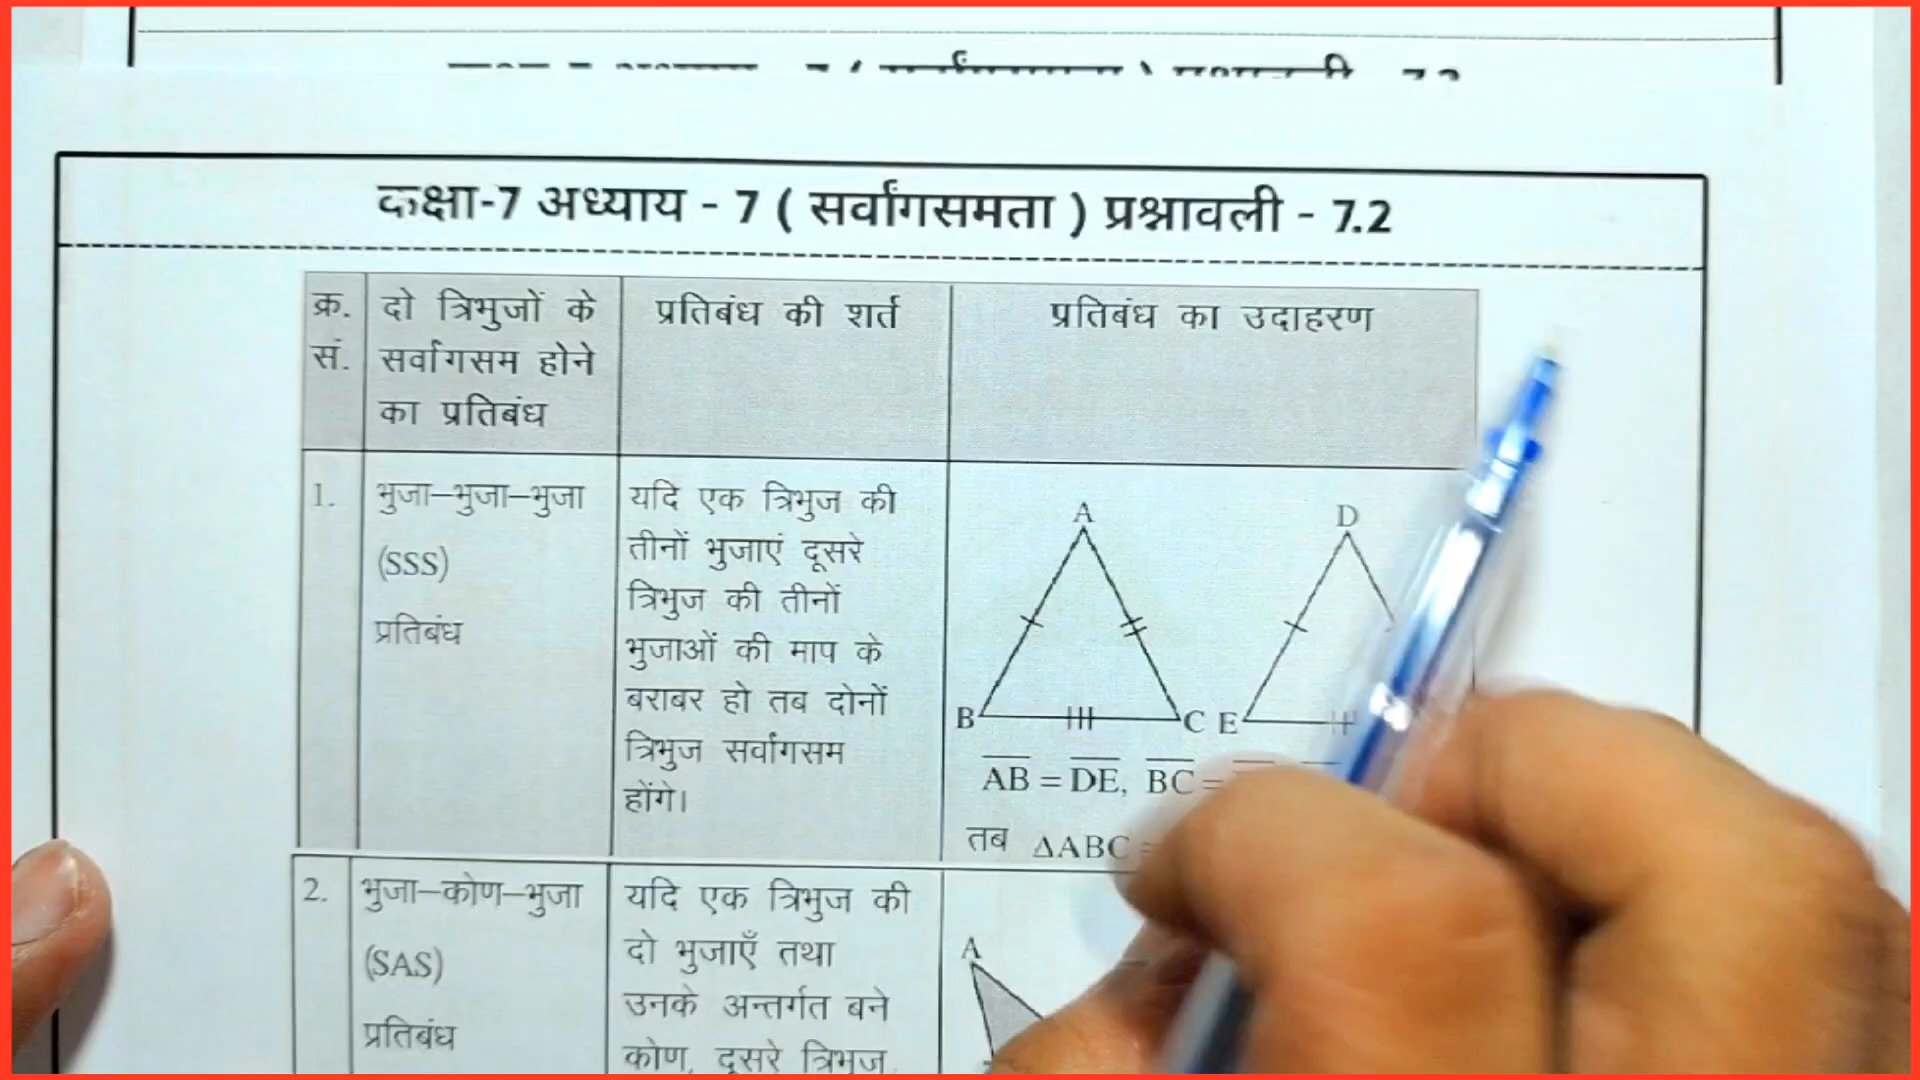 कक्षा-7 अध्याय - 7 ( सर्वांगसमता ) प्रश्नावली - 7.2
क्र. सं.
दो त्रिभुजों के
सर्वांगसम होने
का प्रतिबंध
प्रतिबंध की शर्त
प्रतिबंध का उदाहरण
1.
भुजा–भुजा–भुजा
(SSS)
प्रतिबंध
यदि एक त्रिभुज की
तीनों भुजाएं दूसरे
त्रिभुज की तीनों
भुजाओं की माप के
बराबर हो तब दोनों
त्रिभुज सर्वांगसम
होंगे।
A D
B C E
AB = DE, BC =
तब ΔABC
2.
भुजा–कोण–भुजा
(SAS)
प्रतिबंध
यदि एक त्रिभुज की
दो भुजाएँ तथा
उनके अन्तर्गत बने
कोण, दूसरे त्रिभुज
A